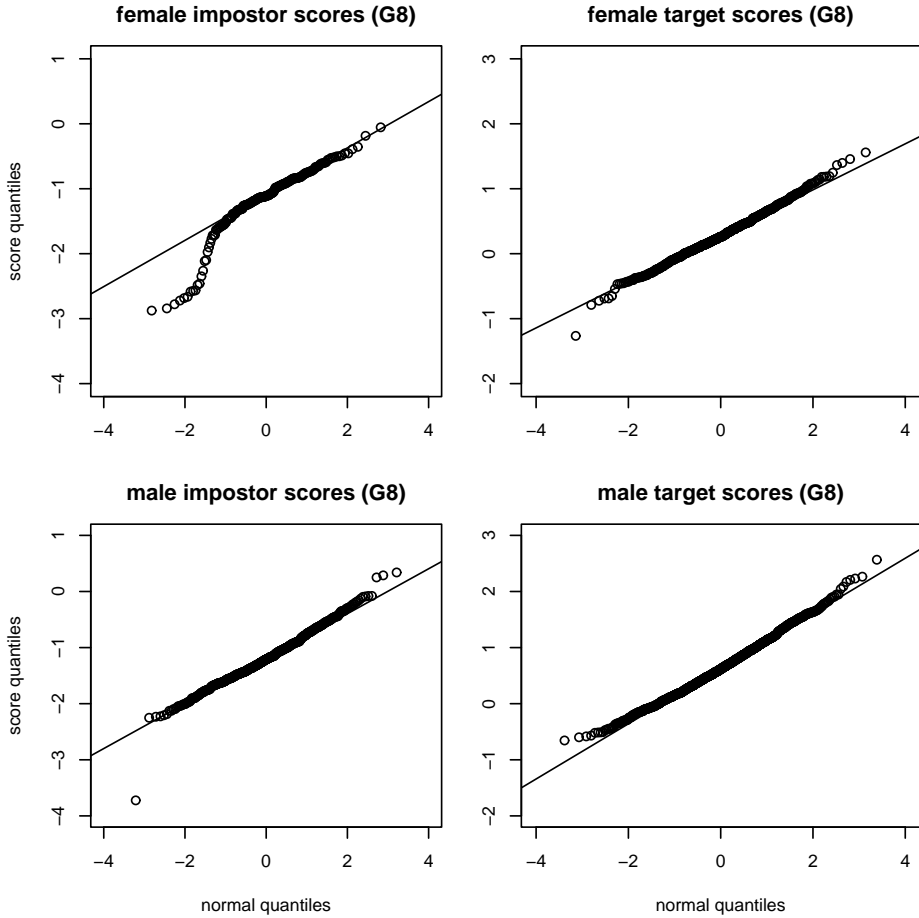 female impostor scores (G8)
score quantiles
1
0
−1
−2
−3
−4
−4 −2 0 2 4
female target scores (G8)
3
2
1
0
−1
−2
−4 −2 0 2 4
male impostor scores (G8)
score quantiles
1
0
−1
−2
−3
−4
−4 −2 0 2 4
normal quantiles
male target scores (G8)
3
2
1
0
−1
−2
−4 −2 0 2 4
normal quantiles